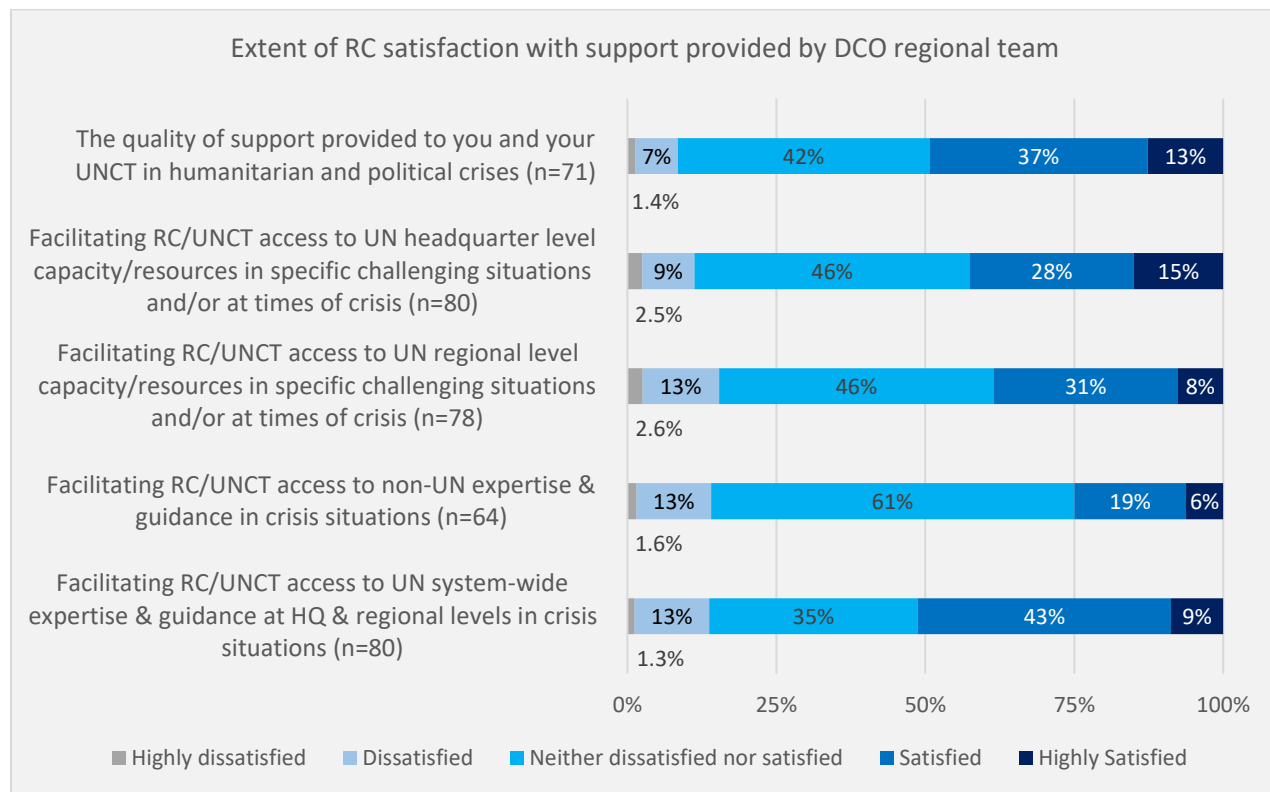 Extent of RC satisfaction with support provided by DCO regional team
The quality of support provided to you and your
UNCT in humanitarian and political crises (n=71)
7% 42% 37% 13%
1.4%
Facilitating RC/UNCT access to UN headquarter level
capacity/resources in specific challenging situations
and/or at times of crisis (n=80)
9% 46% 28% 15%
2.5%
Facilitating RC/UNCT access to UN regional level
capacity/resources in specific challenging situations
and/or at times of crisis (n=78)
13% 46% 31% 8%
2.6%
Facilitating RC/UNCT access to non-UN expertise &
guidance in crisis situations (n=64)
13% 61% 19% 6%
1.6%
Facilitating RC/UNCT access to UN system-wide
expertise & guidance at HQ & regional levels in crisis
situations (n=80)
13% 35% 43% 9%
1.3%
0% 25% 50% 75% 100%
Highly dissatisfied Dissatisfied Neither dissatisfied nor satisfied Satisfied Highly Satisfied